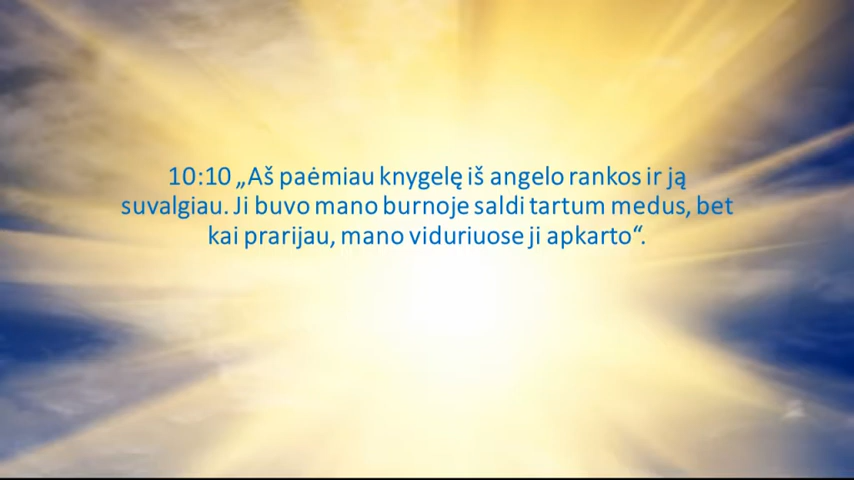 10:10 „Aš paėmiau knygelę iš angelo rankos ir ją
suvalgiau. Ji buvo mano burnoje saldi tartum medus, bet
kai prarijau, mano viduriuose ji apkarto“.